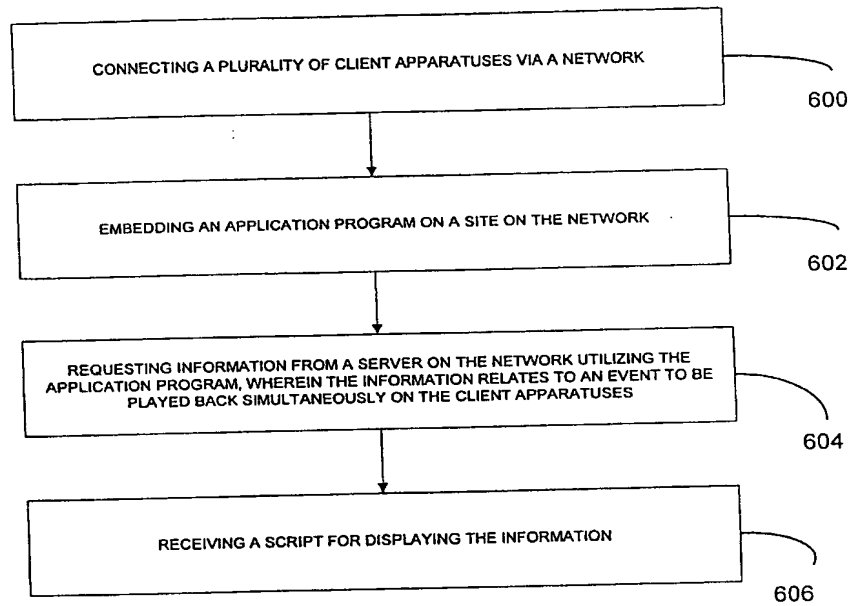 CONNECTING A PLURALITY OF CLIENT APPARATUSES VIA A NETWORK
600
EMBEDDING AN APPLICATION PROGRAM ON A SITE ON THE NETWORK
602
REQUESTING INFORMATION FROM A SERVER ON THE NETWORK UTILIZING THE
APPLICATION PROGRAM, WHEREIN THE INFORMATION RELATES TO AN EVENT TO BE
PLAYED BACK SIMULTANEOUSLY ON THE CLIENT APPARATUSES
604
RECEIVING A SCRIPT FOR DISPLAYING THE INFORMATION
606